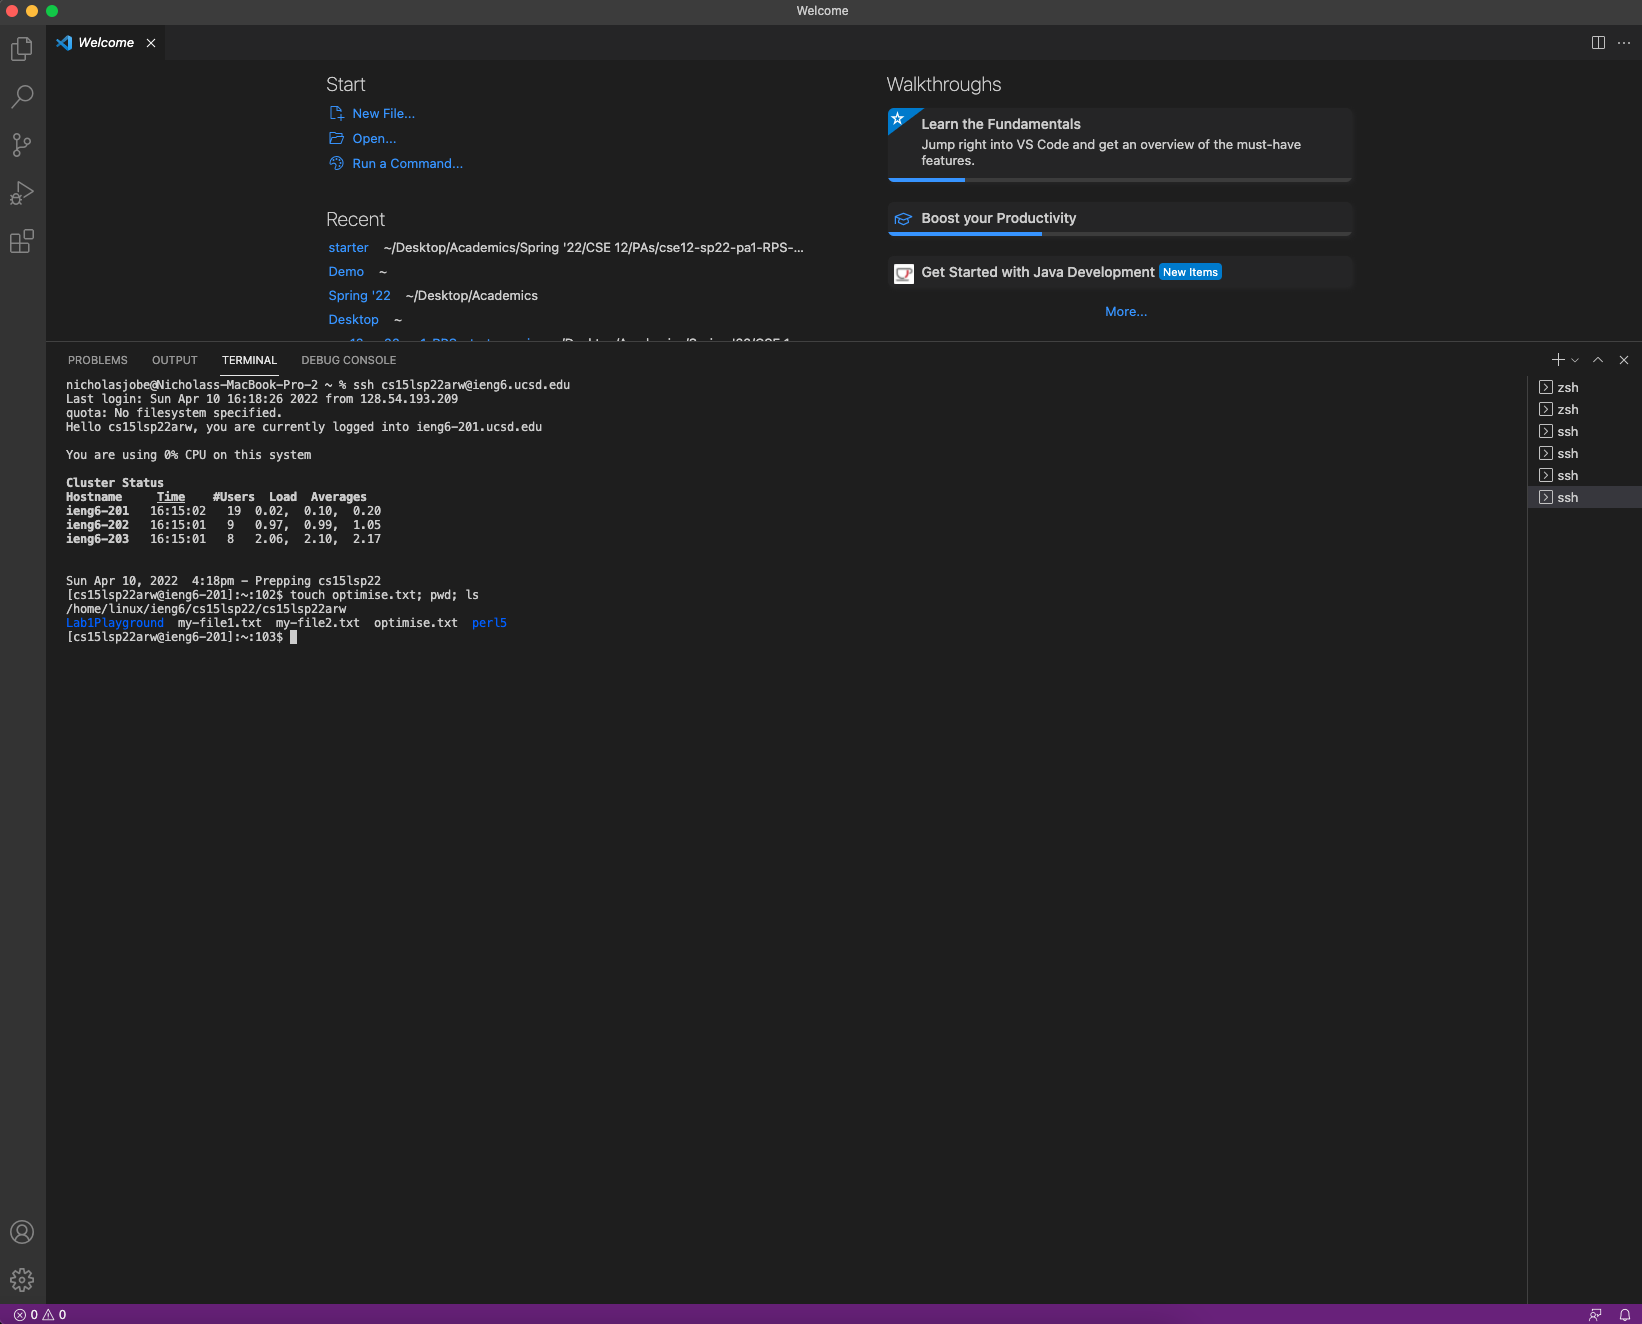 Welcome
Welcome
Start
New File...
Open...
Run a Command...
Recent
starter ~/Desktop/Academics/Spring '22/CSE 12/PAs/cse12-sp22-pa1-RPS-...
Demo ~
Spring '22 ~/Desktop/Academics
Desktop ~
Walkthroughs
Learn the Fundamentals
Jump right into VS Code and get an overview of the must-have
features.
Boost your Productivity
Get Started with Java Development New Items
More...
PROBLEMS OUTPUT TERMINAL DEBUG CONSOLE
nicholasjobe@Nicholass-MacBook-Pro-2 ~ % ssh cs15lsp22arw@ieng6.ucsd.edu
Last login: Sun Apr 10 16:18:26 2022 from 128.54.193.209
quota: No filesystem specified.
Hello cs15lsp22arw, you are currently logged into ieng6-201.ucsd.edu
You are using 0% CPU on this system
Cluster Status
Hostname Time #Users Load Averages
ieng6-201 16:15:02 19 0.02, 0.10, 0.20
ieng6-202 16:15:01 9 0.97, 0.99, 1.05
ieng6-203 16:15:01 8 2.06, 2.10, 2.17
Sun Apr 10, 2022 4:18pm - Prepping cs15lsp22
[cs15lsp22arw@ieng6-201]:~:102$ touch optimise.txt; pwd; ls
/home/linux/ieng6/cs15lsp22/cs15lsp22arw
Lab1Playground my-file1.txt my-file2.txt optimise.txt perl5
[cs15lsp22arw@ieng6-201]:~:103$
zsh
zsh
ssh
ssh
ssh
ssh
0 0